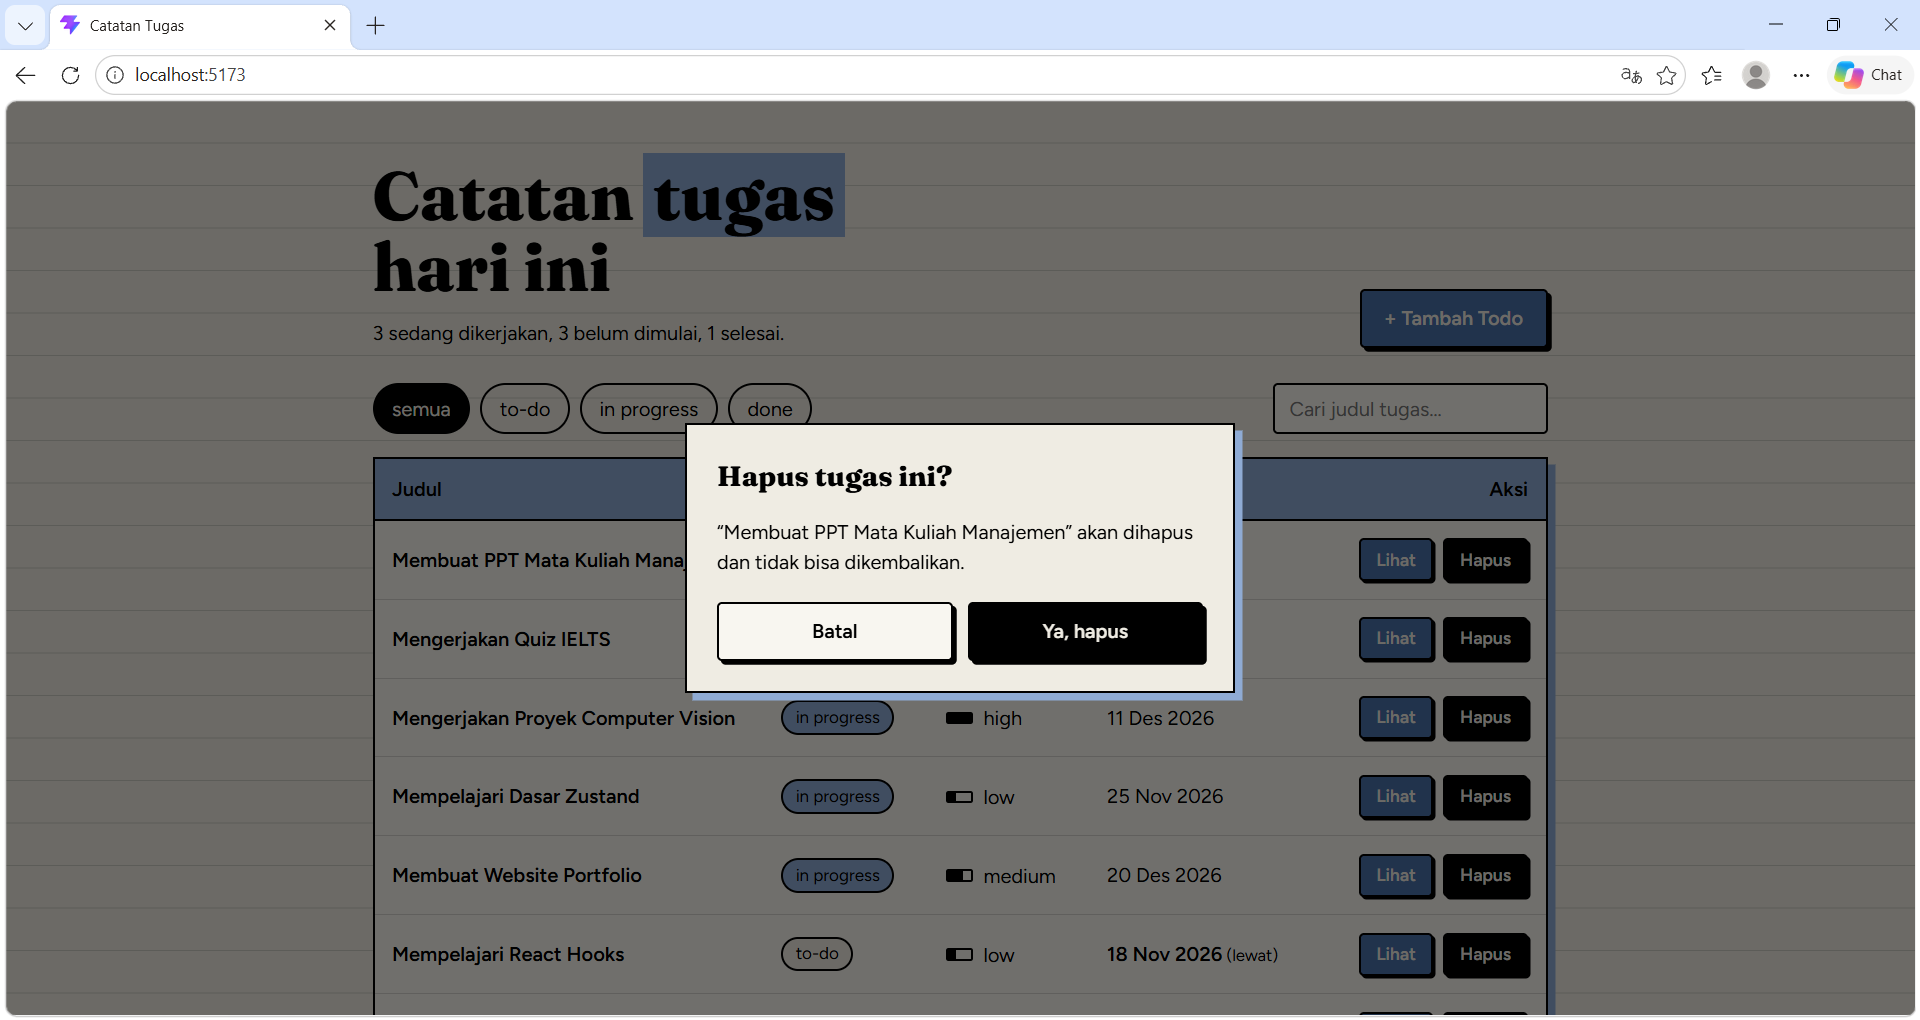 Catatan Tugas
localhost:5173
Chat
Catatan tugas
hari ini
3 sedang dikerjakan, 3 belum dimulai, 1 selesai.
+ Tambah Todo
semua to-do in progress done
Cari judul tugas...
Judul Aksi
Hapus tugas ini?
“Membuat PPT Mata Kuliah Manajemen” akan dihapus
dan tidak bisa dikembalikan.
Batal Ya, hapus
Membuat PPT Mata Kuliah Mana Lihat Hapus
Mengerjakan Quiz IELTS Lihat Hapus
Mengerjakan Proyek Computer Vision in progress high 11 Des 2026 Lihat Hapus
Mempelajari Dasar Zustand in progress low 25 Nov 2026 Lihat Hapus
Membuat Website Portfolio in progress medium 20 Des 2026 Lihat Hapus
Mempelajari React Hooks to-do low 18 Nov 2026 (lewat) Lihat Hapus